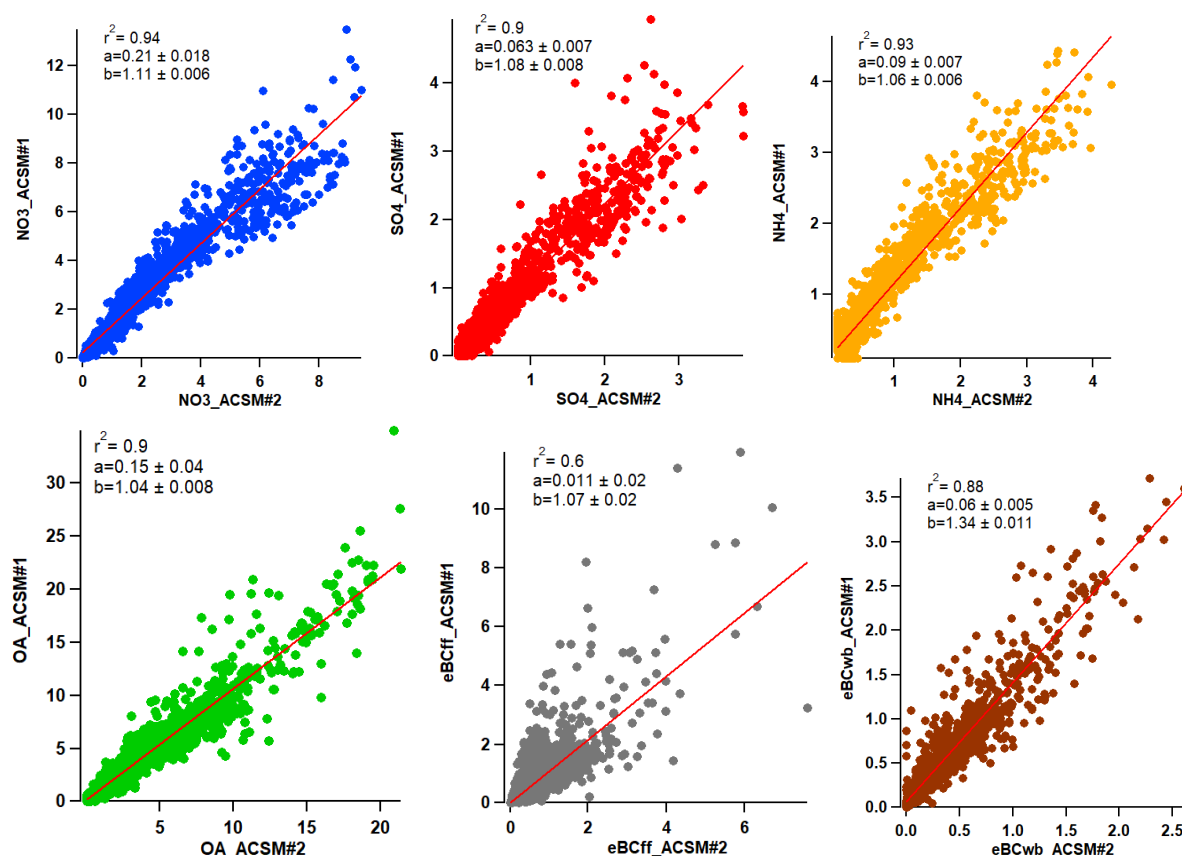 r2 = 0.94
a=0.21 ± 0.018
b=1.11 ± 0.006
NO3_ACSM#1
12
10
8
6
4
2
0
0 2 4 6 8
NO3_ACSM#2
r2 = 0.9
a=0.063 ± 0.007
b=1.08 ± 0.008
SO4_ACSM#1
4
3
2
1
0
1 2 3
SO4_ACSM#2
r2 = 0.93
a=0.09 ± 0.007
b=1.06 ± 0.006
NH4_ACSM#1
4
3
2
1
1 2 3 4
NH4_ACSM#2
r2 = 0.9
a=0.15 ± 0.04
b=1.04 ± 0.008
OA_ACSM#1
30
25
20
15
10
5
0
5 10 15 20
OA_ACSM#2
r2 = 0.6
a=0.011 ± 0.02
b=1.07 ± 0.02
eBCff_ACSM#1
10
8
6
4
2
0
0 2 4 6
eBCff_ACSM#2
r2 = 0.88
a=0.06 ± 0.005
b=1.34 ± 0.011
eBCwb_ACSM#1
3.5
3.0
2.5
2.0
1.5
1.0
0.5
0.0
0.0 0.5 1.0 1.5 2.0 2.5
eBCwb_ACSM#2